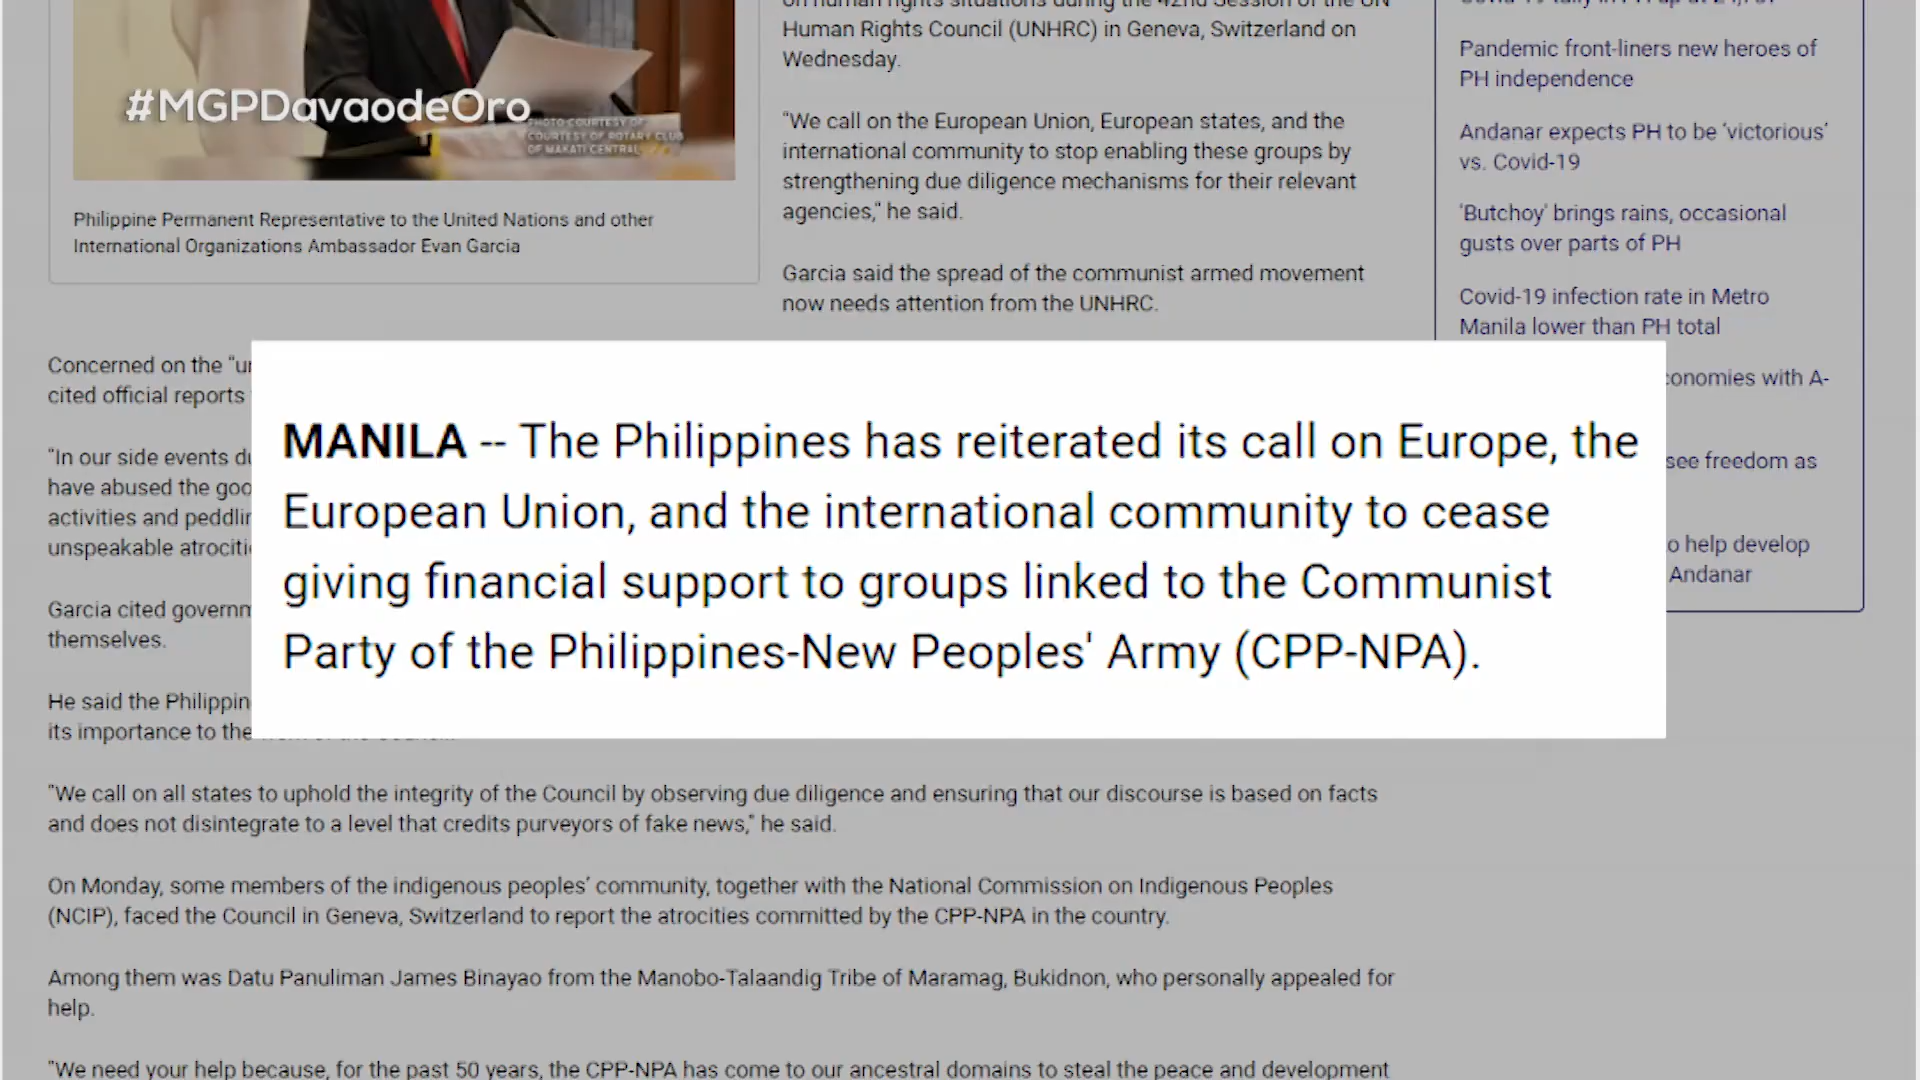 #MGPDavaodeOro
PHOTO COURTESY OF
COURTESY OF ROTARY CLUB
OF MAKATI CENTRAL
Philippine Permanent Representative to the United Nations and other
International Organizations Ambassador Evan Garcia
on human rights situations during the 42nd Session of the UN
Human Rights Council (UNHRC) in Geneva, Switzerland on
Wednesday.
"We call on the European Union, European states, and the
international community to stop enabling these groups by
strengthening due diligence mechanisms for their relevant
agencies," he said.
Garcia said the spread of the communist armed movement
now needs attention from the UNHRC.
Pandemic front-liners new heroes of
PH independence
Andanar expects PH to be ‘victorious’
vs. Covid-19
'Butchoy' brings rains, occasional
gusts over parts of PH
Covid-19 infection rate in Metro
Manila lower than PH total
conomies with A-
see freedom as
o help develop
Andanar
MANILA -- The Philippines has reiterated its call on Europe, the
European Union, and the international community to cease
giving financial support to groups linked to the Communist
Party of the Philippines-New Peoples' Army (CPP-NPA).
Concerned on the "u
cited official reports
"In our side events d
have abused the goo
activities and peddlin
unspeakable atrociti
Garcia cited governm
themselves.
He said the Philippin
its importance to the
"We call on all states to uphold the integrity of the Council by observing due diligence and ensuring that our discourse is based on facts
and does not disintegrate to a level that credits purveyors of fake news," he said.
On Monday, some members of the indigenous peoples’ community, together with the National Commission on Indigenous Peoples
(NCIP), faced the Council in Geneva, Switzerland to report the atrocities committed by the CPP-NPA in the country.
Among them was Datu Panuliman James Binayao from the Manobo-Talaandig Tribe of Maramag, Bukidnon, who personally appealed for
help.
"We need your help because, for the past 50 years, the CPP-NPA has come to our ancestral domains to steal the peace and development